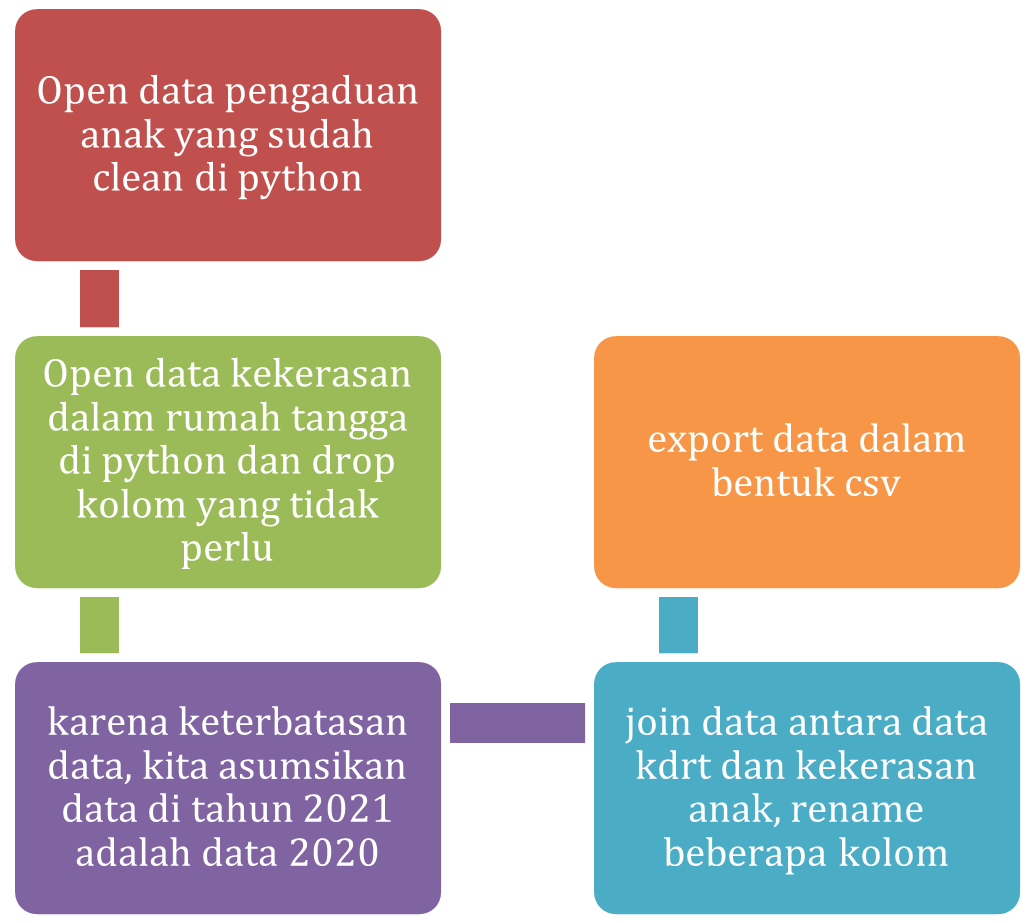 Open data pengaduan
anak yang sudah
clean di python
Open data kekerasan
dalam rumah tangga
di python dan drop
kolom yang tidak
perlu
karena keterbatasan
data, kita asumsikan
data di tahun 2021
adalah data 2020
join data antara data
kdrt dan kekerasan
anak, rename
beberapa kolom
export data dalam
bentuk csv